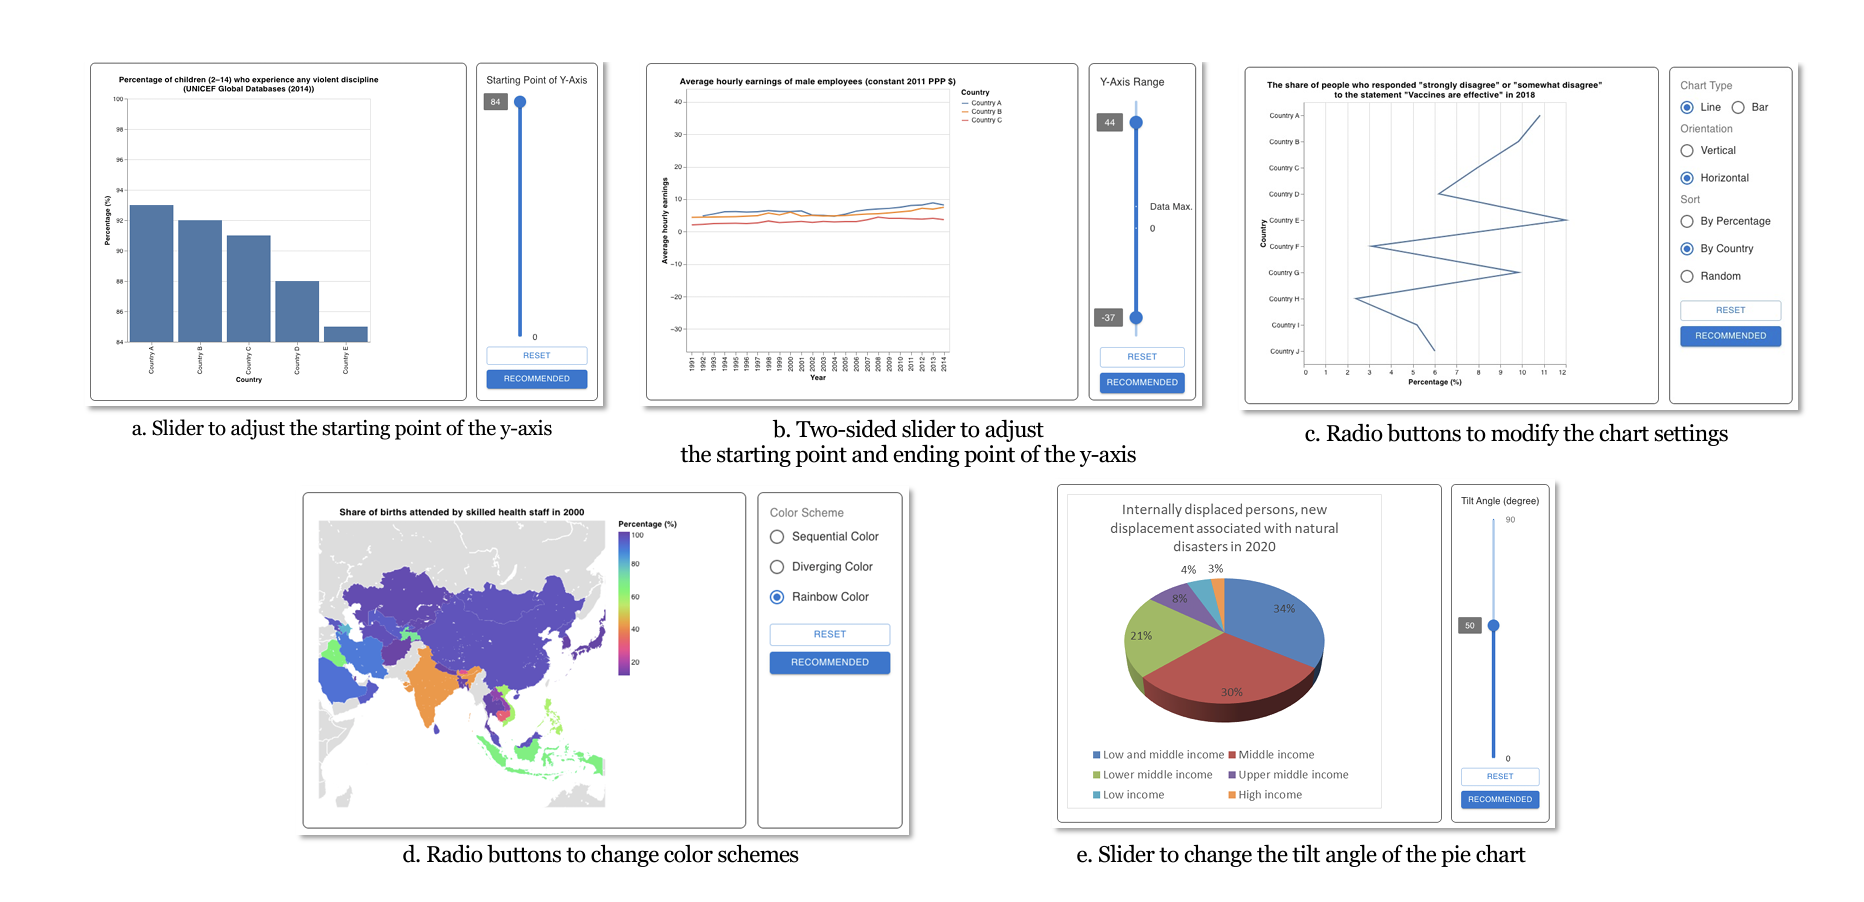 Percentage of children (2–14) who experience any violent discipline
(UNICEF Global Databases (2014))
100
98
96
94
92
90
88
86
84
Percentage (%)
Country A
Country B
Country C
Country D
Country E
Country
Starting Point of Y-Axis
84
0
RESET
RECOMMENDED
a. Slider to adjust the starting point of the y-axis
Average hourly earnings of male employees (constant 2011 PPP $)
40
30
20
10
0
−10
−20
−30
Average hourly earnings
1991
1992
1993
1994
1995
1996
1997
1998
1999
2000
2001
2002
2003
2004
2005
2006
2007
2008
2009
2010
2011
2012
2013
2014
Year
Country
Country A
Country B
Country C
Y-Axis Range
44
Data Max.
0
-37
RESET
RECOMMENDED
b. Two-sided slider to adjust
the starting point and ending point of the y-axis
The share of people who responded "strongly disagree" or "somewhat disagree"
to the statement "Vaccines are effective" in 2018
Country A
Country B
Country C
Country D
Country E
Country F
Country G
Country H
Country I
Country J
Country
0 1 2 3 4 5 6 7 8 9 10 11 12
Percentage (%)
Chart Type
Line Bar
Orientation
Vertical
Horizontal
Sort
By Percentage
By Country
Random
RESET
RECOMMENDED
c. Radio buttons to modify the chart settings
Share of births attended by skilled health staff in 2000
Percentage (%)
100
80
60
40
20
Color Scheme
Sequential Color
Diverging Color
Rainbow Color
RESET
RECOMMENDED
d. Radio buttons to change color schemes
Internally displaced persons, new
displacement associated with natural
disasters in 2020
4% 3%
8% 34%
21%
30%
Low and middle income Middle income
Lower middle income Upper middle income
Low income High income
Tilt Angle (degree)
90
50
0
RESET
RECOMMENDED
e. Slider to change the tilt angle of the pie chart